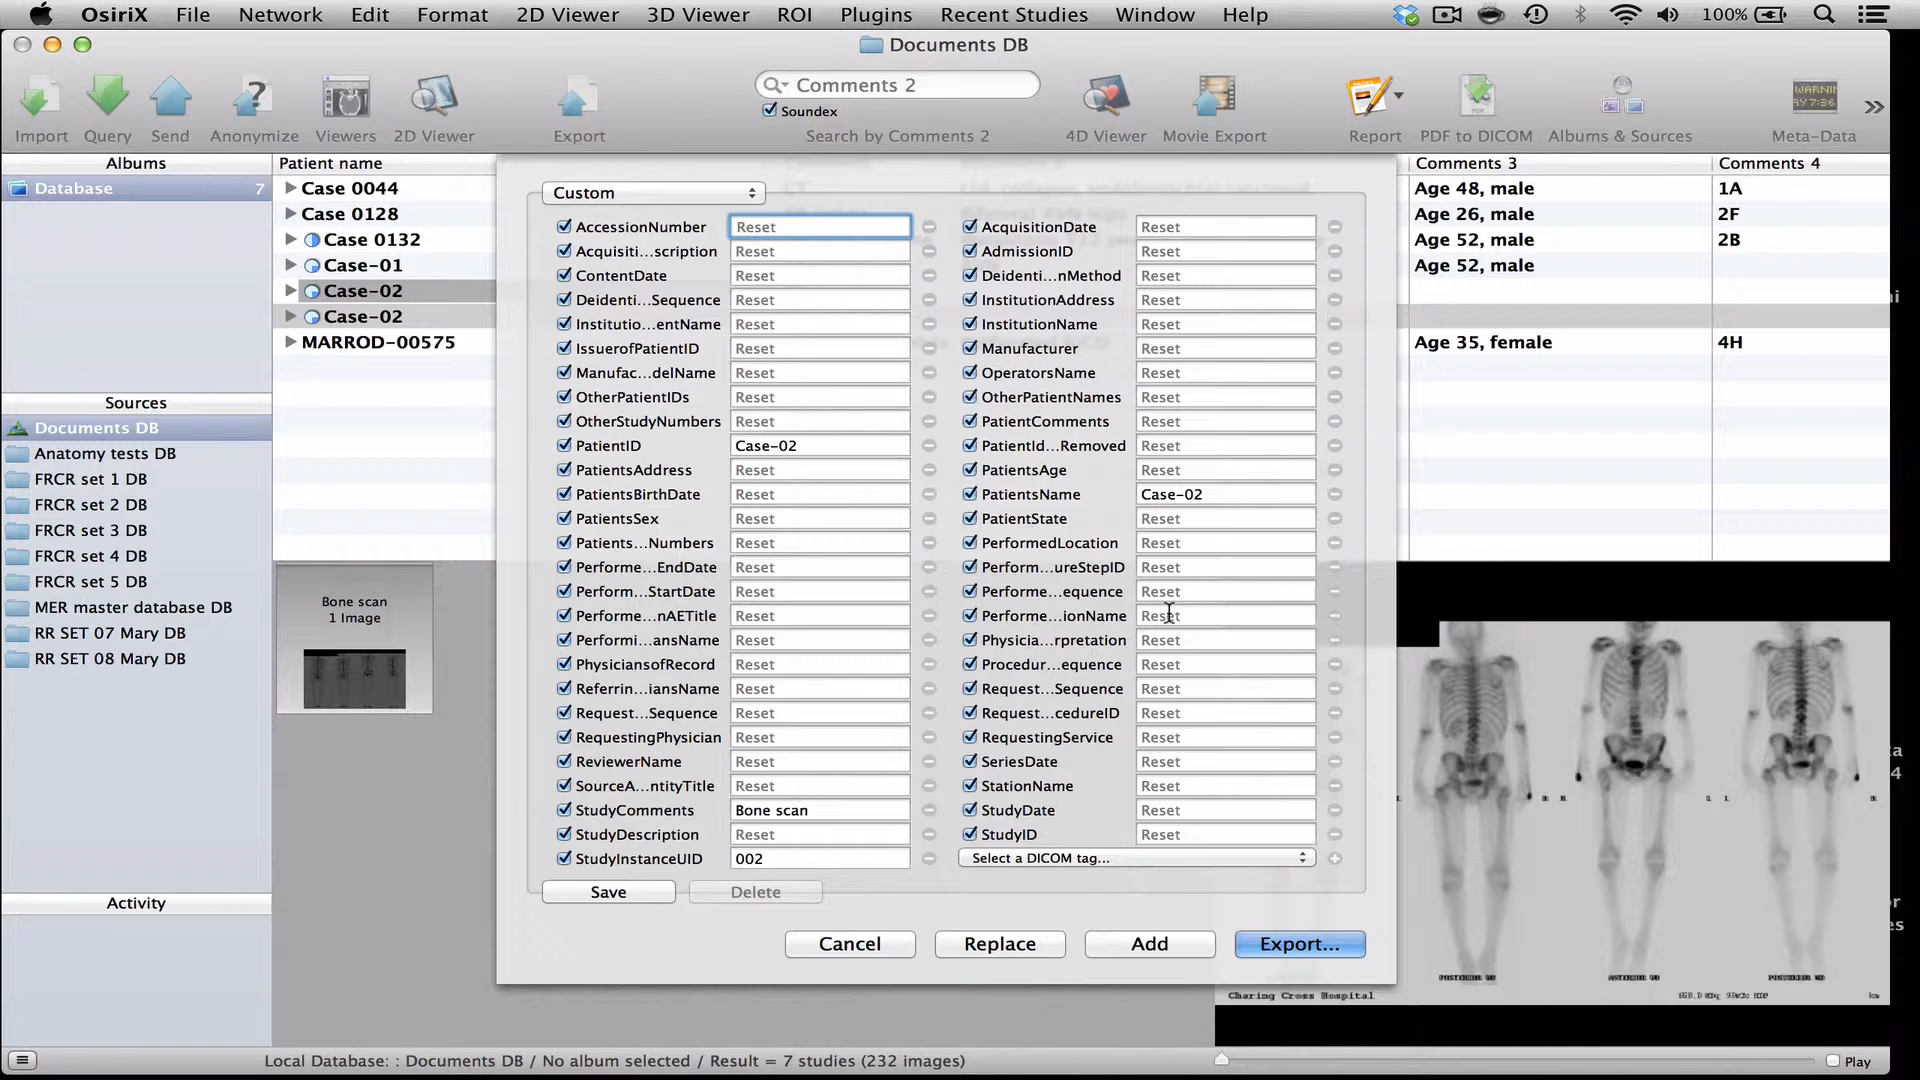 OsiriX File Network Edit Format 2D Viewer 3D Viewer ROI Plugins Recent Studies Window Help 100%
Documents DB
Comments 2
Soundex
Import Query Send Anonymize Viewers 2D Viewer Export Search by Comments 2 4D Viewer Movie Export Report PDF to DICOM Albums & Sources Meta-Data
Albums
Database 7
Sources
Documents DB
Anatomy tests DB
FRCR set 1 DB
FRCR set 2 DB
FRCR set 3 DB
FRCR set 4 DB
FRCR set 5 DB
MER master database DB
RR SET 07 Mary DB
RR SET 08 Mary DB
Activity
Patient name
Case 0044
Case 0128
Case 0132
Case-01
Case-02
Case-02
MARROD-00575
Bone scan
1 Image
Custom
AccessionNumber Reset AcquisitionDate Reset
Acquisiti...scription Reset AdmissionID Reset
ContentDate Reset Deidenti...nMethod Reset
Deidenti...Sequence Reset InstitutionAddress Reset
Institutio...entName Reset InstitutionName Reset
IssuerofPatientID Reset Manufacturer Reset
Manufac...delName Reset OperatorsName Reset
OtherPatientIDs Reset OtherPatientNames Reset
OtherStudyNumbers Reset PatientComments Reset
PatientID Case-02 PatientId...Removed Reset
PatientsAddress Reset PatientsAge Reset
PatientsBirthDate Reset PatientsName Case-02
PatientsSex Reset PatientState Reset
Patients...Numbers Reset PerformedLocation Reset
Performe...EndDate Reset Perform...ureStepID Reset
Perform...StartDate Reset Performe...equence Reset
Performe...nAETitle Reset Performe...ionName Reset
Performi...ansName Reset Physicia...rpretation Reset
PhysiciansofRecord Reset Procedur...equence Reset
Referrin...iansName Reset Request...Sequence Reset
Request...Sequence Reset Request...cedureID Reset
RequestingPhysician Reset RequestingService Reset
ReviewerName Reset SeriesDate Reset
SourceA...ntityTitle Reset StationName Reset
StudyComments Bone scan StudyDate Reset
StudyDescription Reset StudyID Reset
StudyInstanceUID 002 Select a DICOM tag...
Save Delete
Cancel Replace Add Export...
Comments 3 Comments 4
Age 48, male 1A
Age 26, male 2F
Age 52, male 2B
Age 52, male
Age 35, female 4H
Charing Cross Hospital
Local Database: : Documents DB / No album selected / Result = 7 studies (232 images)
Play